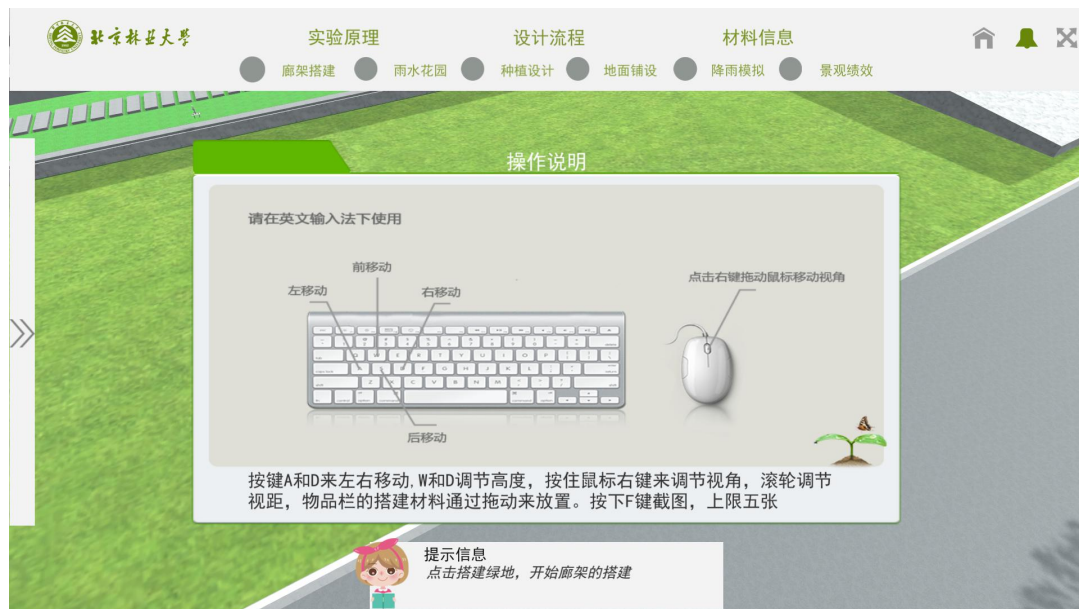 北京林业大学
实验原理 设计流程 材料信息
廊架搭建 雨水花园 种植设计 地面铺设 降雨模拟 景观绩效
操作说明
请在英文输入法下使用
前移动
点击右键拖动鼠标移动视角
左移动 右移动
后移动
按键A和D来左右移动,W和D调节高度，按住鼠标右键来调节视角，滚轮调节
视距，物品栏的搭建材料通过拖动来放置。按下F键截图，上限五张
提示信息
点击搭建绿地，开始廊架的搭建